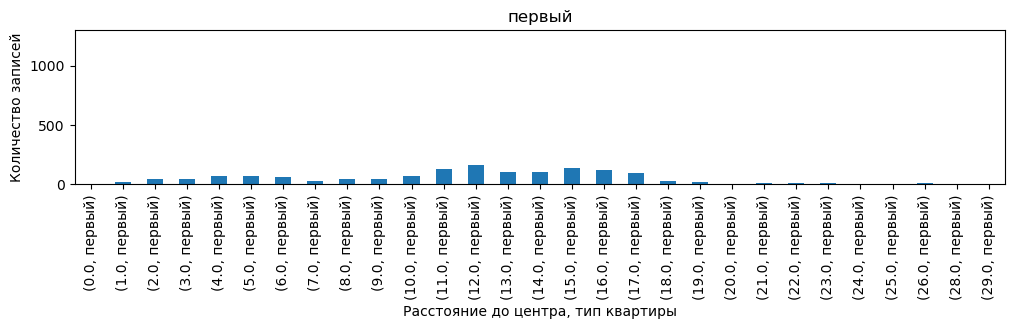 первый
Количество записей
1000
500
0
(0.0, первый)
(1.0, первый)
(2.0, первый)
(3.0, первый)
(4.0, первый)
(5.0, первый)
(6.0, первый)
(7.0, первый)
(8.0, первый)
(9.0, первый)
(10.0, первый)
(11.0, первый)
(12.0, первый)
(13.0, первый)
(14.0, первый)
(15.0, первый)
(16.0, первый)
(17.0, первый)
(18.0, первый)
(19.0, первый)
(20.0, первый)
(21.0, первый)
(22.0, первый)
(23.0, первый)
(24.0, первый)
(25.0, первый)
(26.0, первый)
(28.0, первый)
(29.0, первый)
Расстояние до центра, тип квартиры